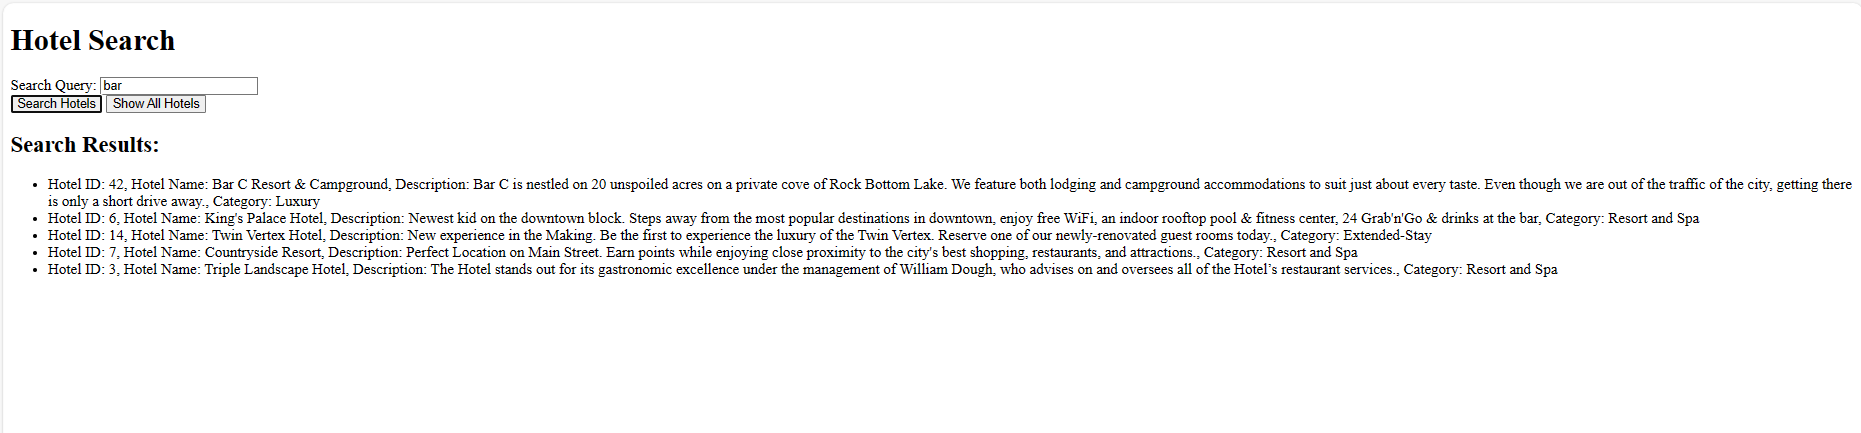 Hotel Search
Search Query: bar
Search Hotels Show All Hotels
Search Results:
• Hotel ID: 42, Hotel Name: Bar C Resort & Campground, Description: Bar C is nestled on 20 unspoiled acres on a private cove of Rock Bottom Lake. We feature both lodging and campground accommodations to suit just about every taste. Even though we are out of the traffic of the city, getting there
is only a short drive away., Category: Luxury
• Hotel ID: 6, Hotel Name: King's Palace Hotel, Description: Newest kid on the downtown block. Steps away from the most popular destinations in downtown, enjoy free WiFi, an indoor rooftop pool & fitness center, 24 Grab'n'Go & drinks at the bar, Category: Resort and Spa
• Hotel ID: 14, Hotel Name: Twin Vertex Hotel, Description: New experience in the Making. Be the first to experience the luxury of the Twin Vertex. Reserve one of our newly-renovated guest rooms today., Category: Extended-Stay
• Hotel ID: 7, Hotel Name: Countryside Resort, Description: Perfect Location on Main Street. Earn points while enjoying close proximity to the city's best shopping, restaurants, and attractions., Category: Resort and Spa
• Hotel ID: 3, Hotel Name: Triple Landscape Hotel, Description: The Hotel stands out for its gastronomic excellence under the management of William Dough, who advises on and oversees all of the Hotel’s restaurant services., Category: Resort and Spa